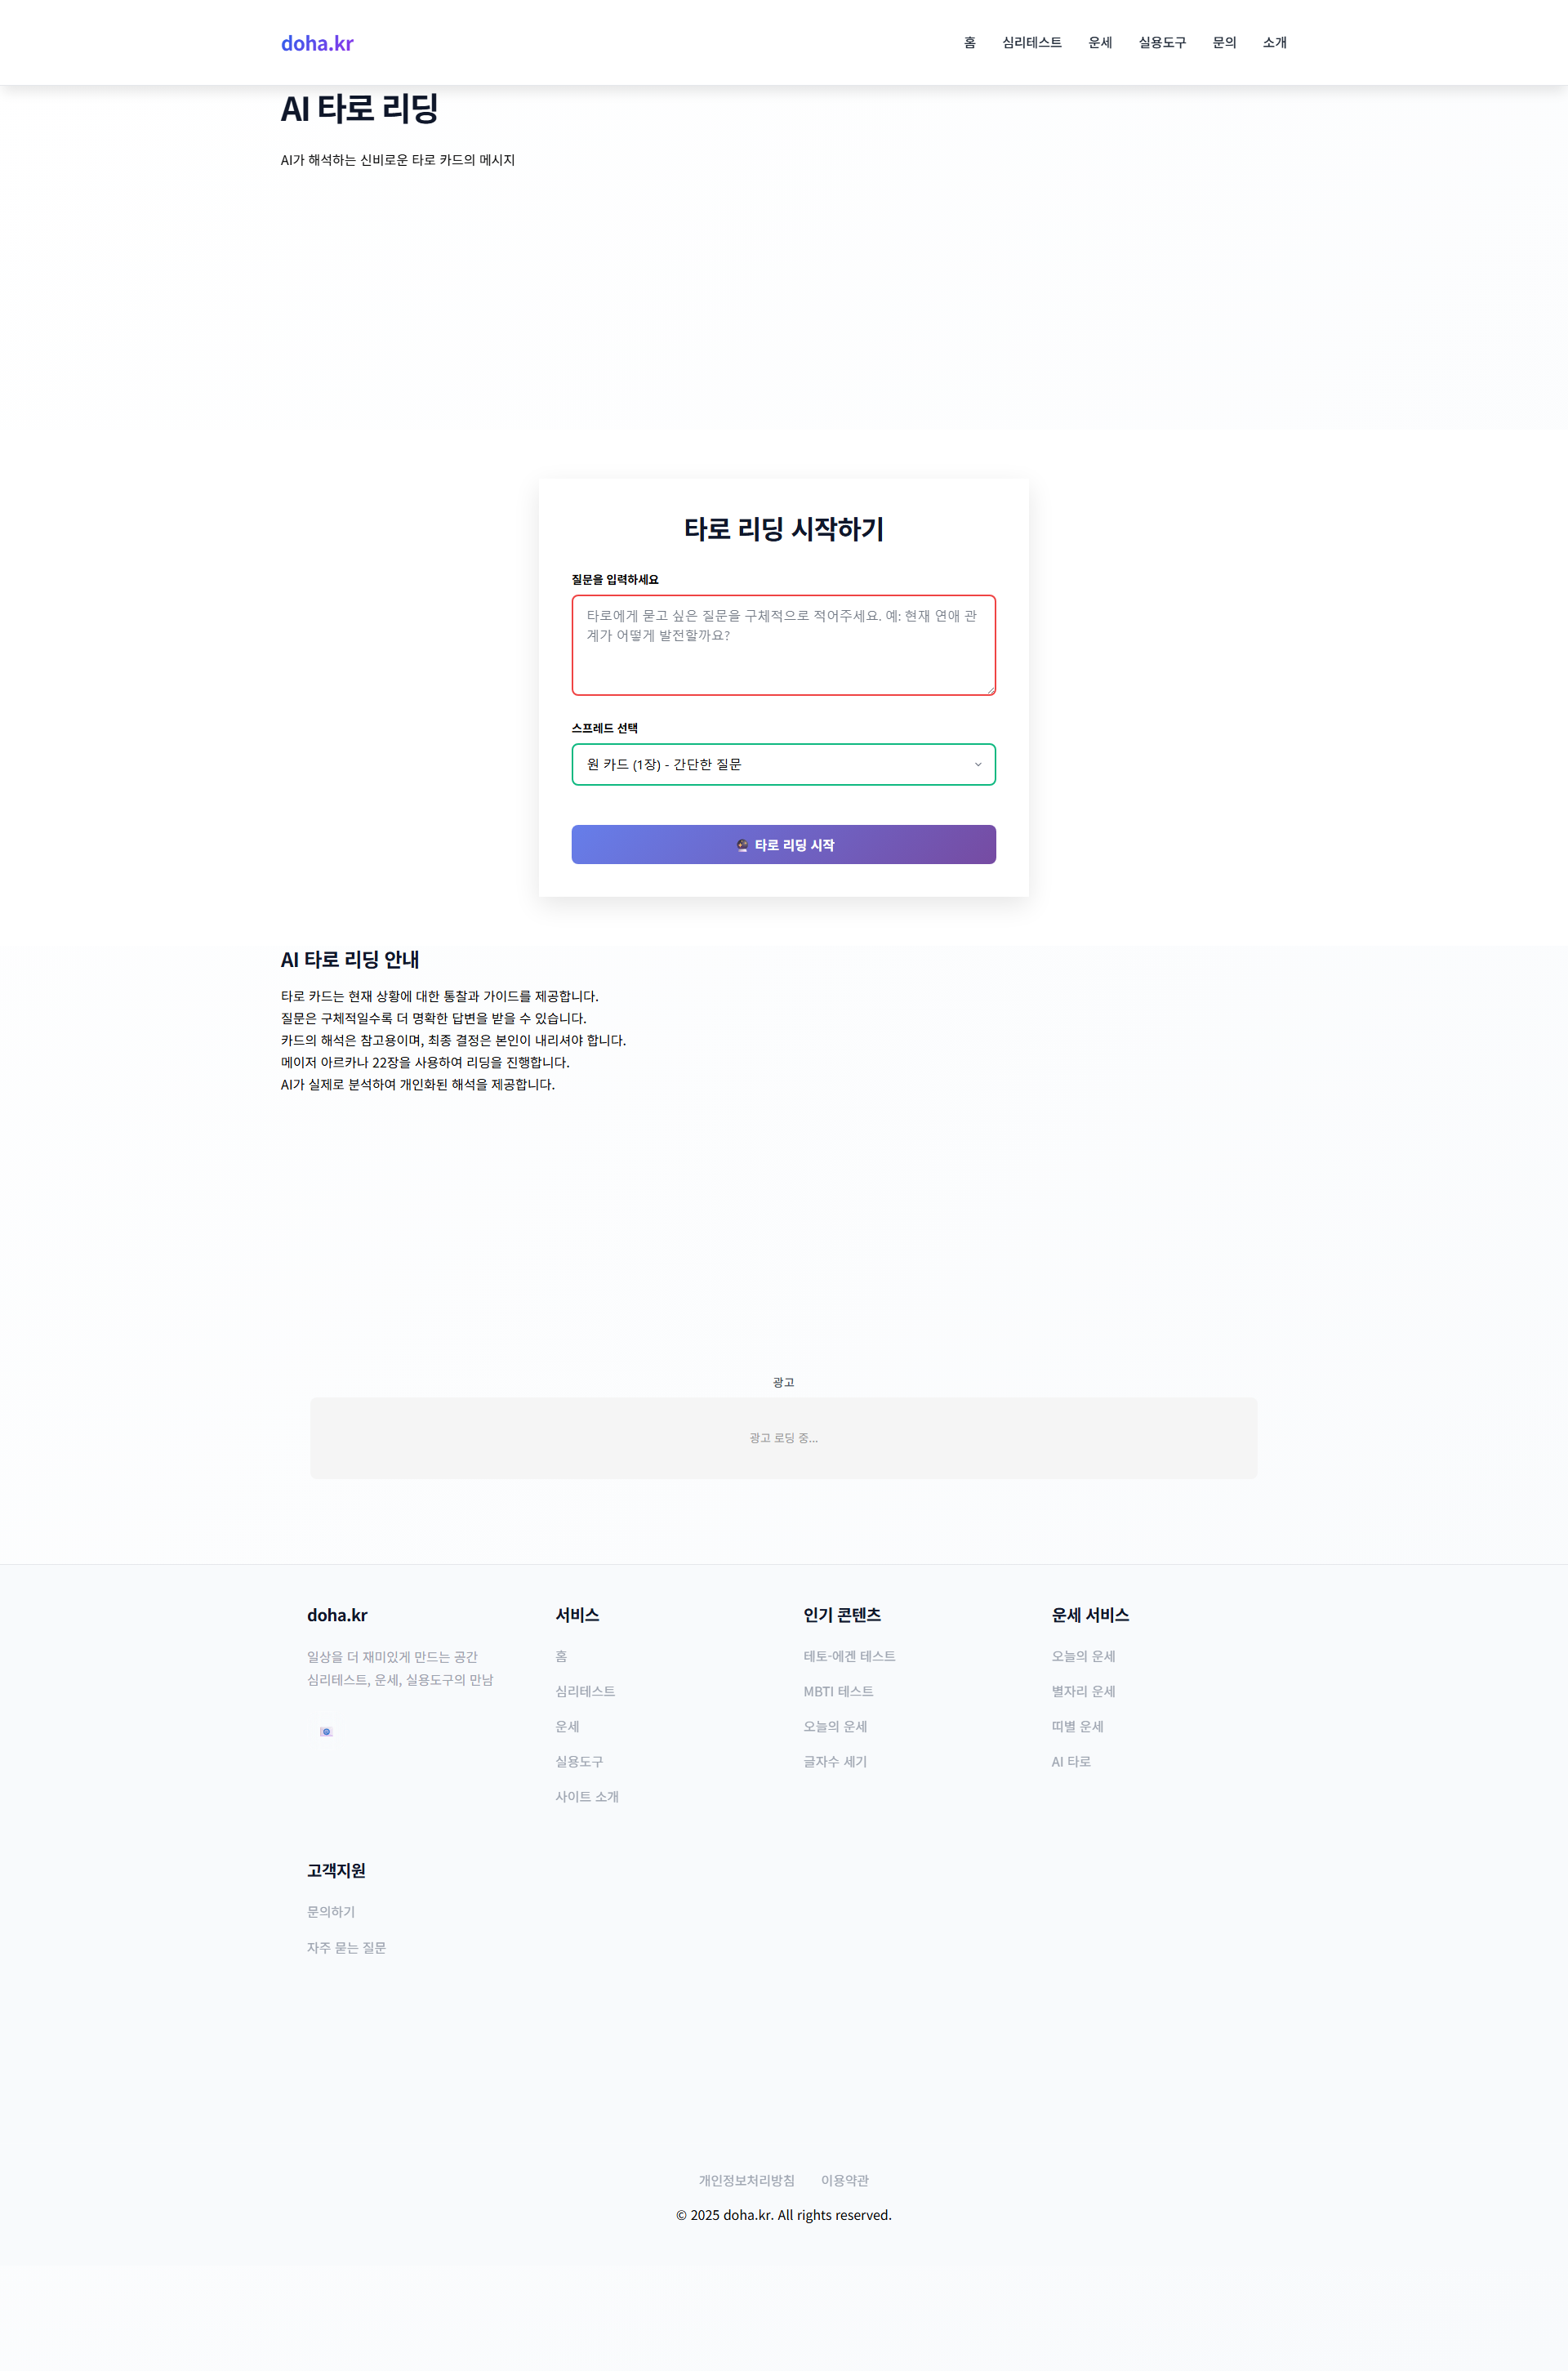 doha.kr
홈
심리테스트
운세
실용도구
문의
소개
AI 타로 리딩
AI가 해석하는 신비로운 타로 카드의 메시지
타로 리딩 시작하기
질문을 입력하세요
타로에게 묻고 싶은 질문을 구체적으로 적어주세요. 예: 현재 연애 관
계가 어떻게 발전할까요?
스프레드 선택
원 카드 (1장) - 간단한 질문
타로 리딩 시작
AI 타로 리딩 안내
타로 카드는 현재 상황에 대한 통찰과 가이드를 제공합니다.
질문은 구체적일수록 더 명확한 답변을 받을 수 있습니다.
카드의 해석은 참고용이며, 최종 결정은 본인이 내리셔야 합니다.
메이저 아르카나 22장을 사용하여 리딩을 진행합니다.
AI가 실제로 분석하여 개인화된 해석을 제공합니다.
광고
광고 로딩 중...
doha.kr
일상을 더 재미있게 만드는 공간
심리테스트, 운세, 실용도구의 만남
서비스
홈
심리테스트
운세
실용도구
사이트 소개
인기 콘텐츠
테토-에겐 테스트
MBTI 테스트
오늘의 운세
글자수 세기
운세 서비스
오늘의 운세
별자리 운세
띠별 운세
AI 타로
고객지원
문의하기
자주 묻는 질문
개인정보처리방침
이용약관
© 2025 doha.kr. All rights reserved.